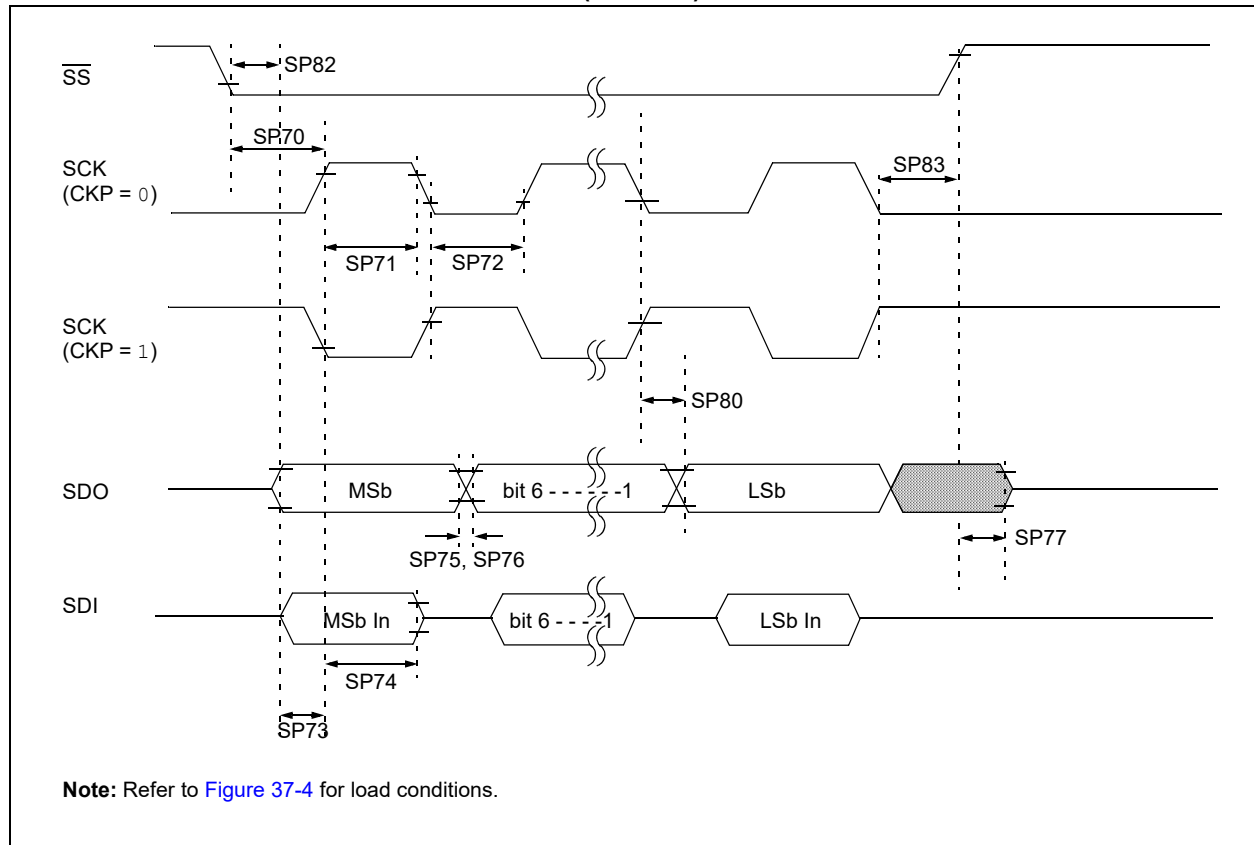 SS
SP82
SP70
SCK
(CKP = 0)
SP83
SP71
SP72
SCK
(CKP = 1)
SP80
SDO
MSb
bit 6 - - - - - - -1
LSb
SP77
SP75, SP76
SDI
MSb In
bit 6 - - - -1
LSb In
SP74
SP73
Note: Refer to Figure 37-4 for load conditions.